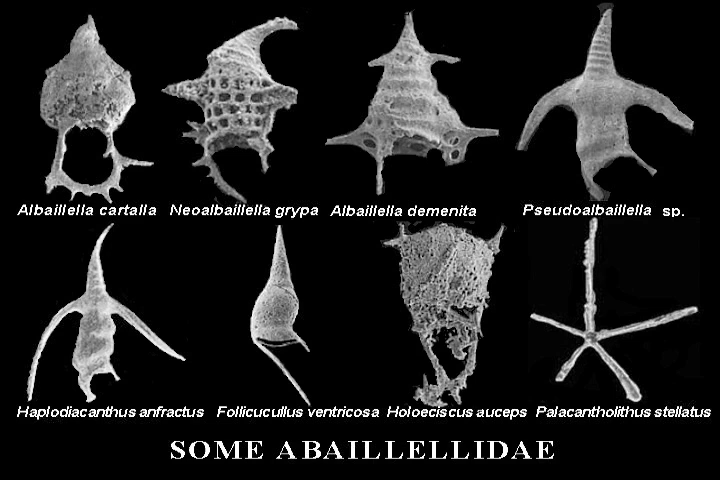 Albaillella cartalla Neoalbaillella grypa Albaillella demenita Pseudoalbaillella sp.
Haplodiacanthus anfractus Follicucullus ventricosa Holoeciscus auceps Palacantholithus stellatus
SOME ABAILLELLIDAE